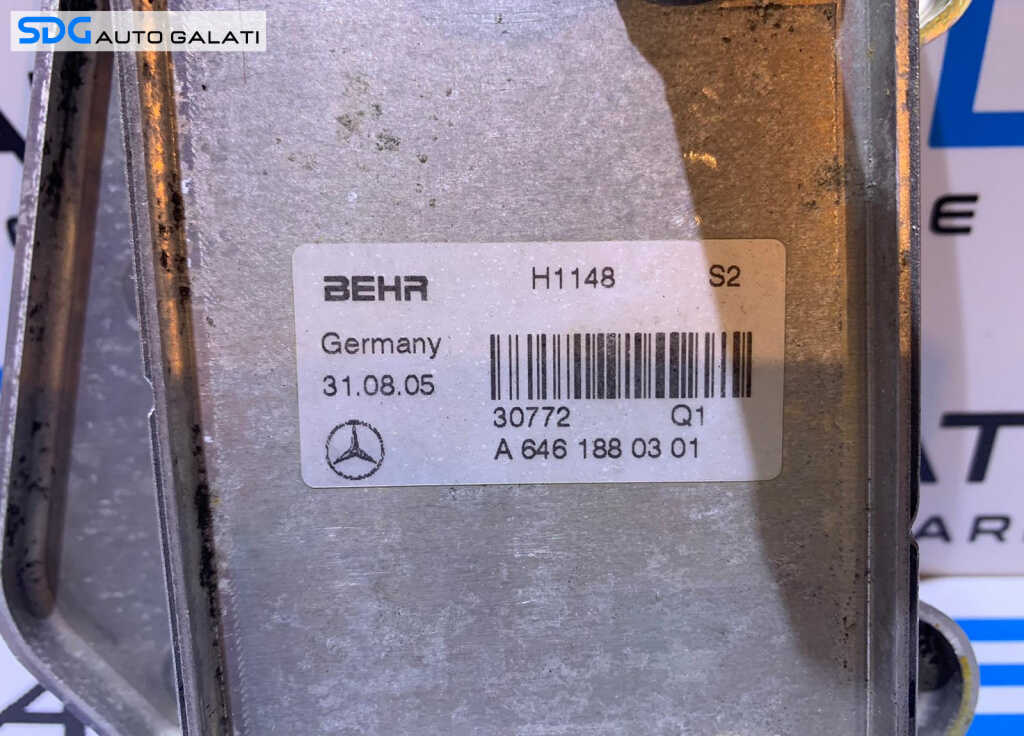 SDG AUTO GALATI
BEHR H1148 S2
Germany
31.08.05
30772 Q1
A 646 188 03 01